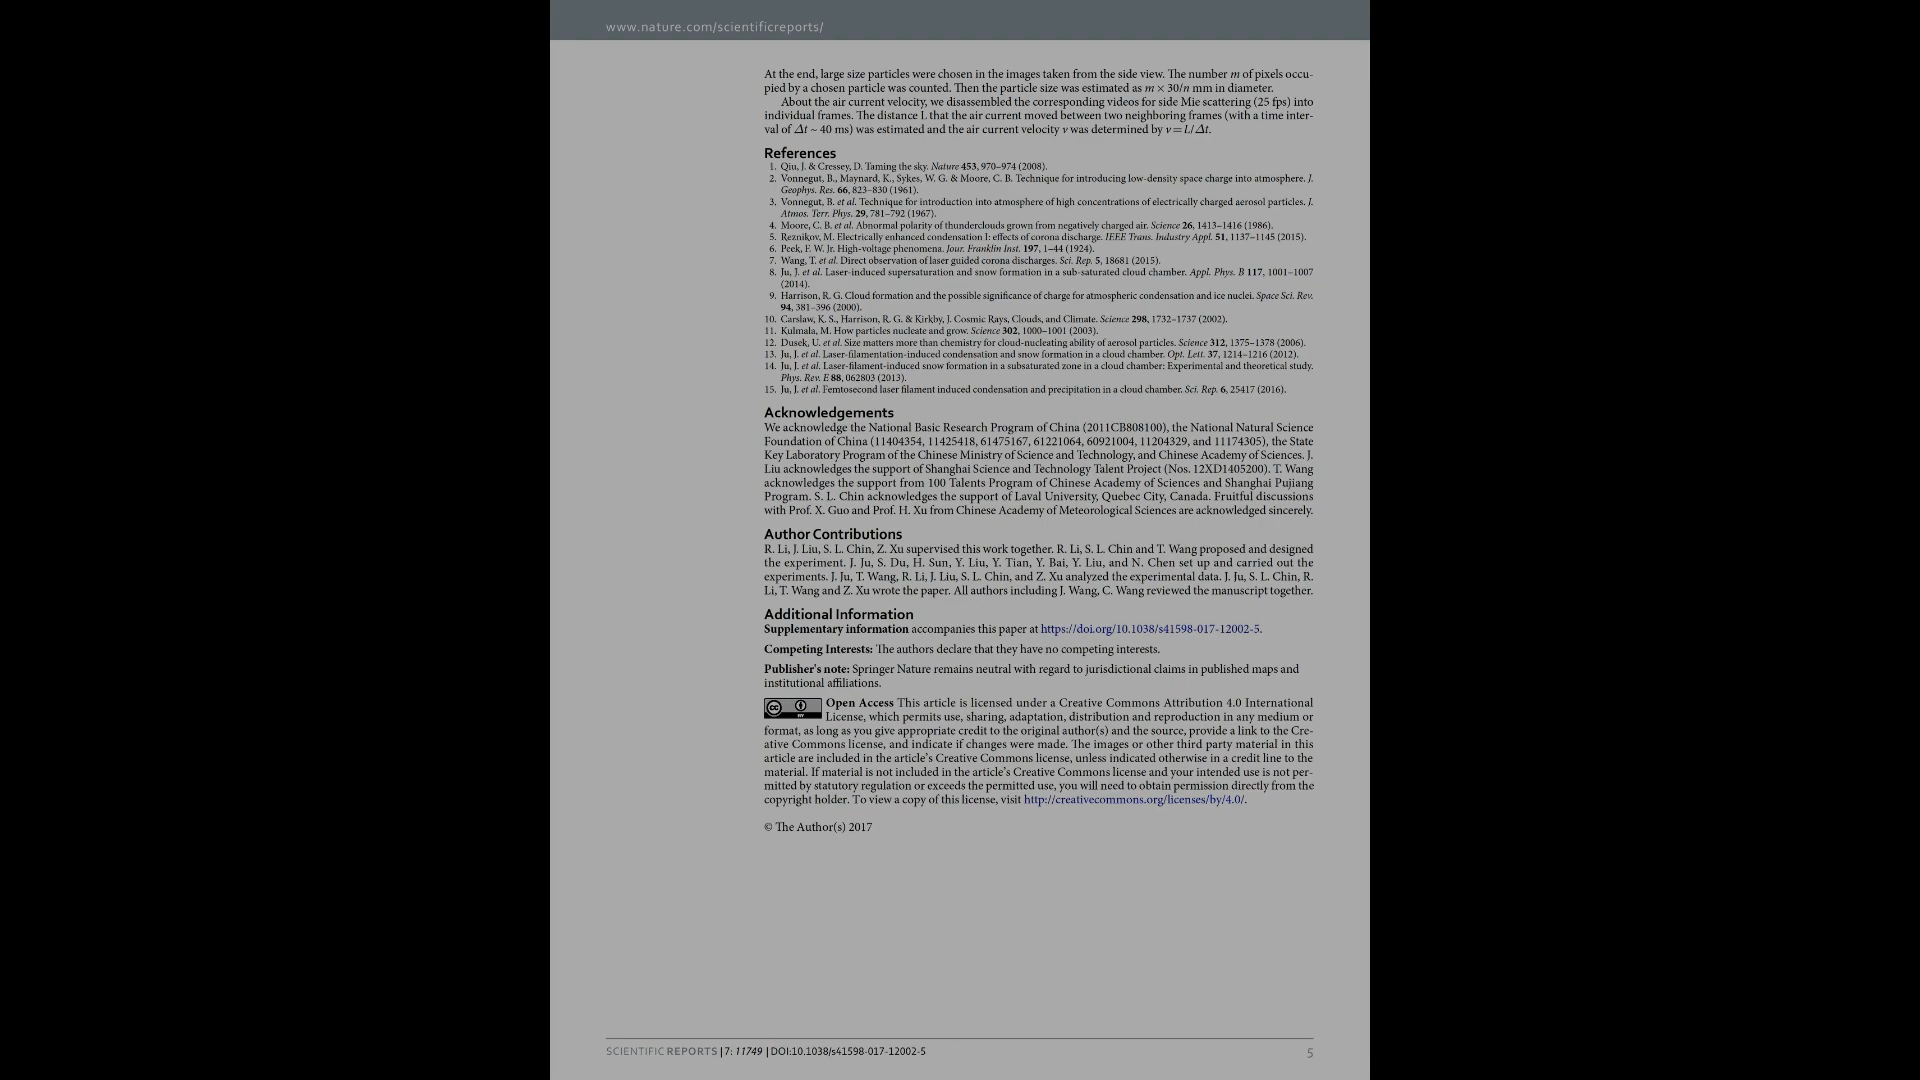 www.nature.com/scientificreports/
At the end, large size particles were chosen in the images taken from the side view. The number m of pixels occu-
pied by a chosen particle was counted. Then the particle size was estimated as m × 30/n mm in diameter.
About the air current velocity, we disassembled the corresponding videos for side Mie scattering (25 fps) into
individual frames. The distance L that the air current moved between two neighboring frames (with a time inter-
val of Δt ~ 40 ms) was estimated and the air current velocity v was determined by v = L/Δt.
References
1. Qiu, J. & Cressey, D. Taming the sky. Nature 453, 970–974 (2008).
2. Vonnegut, B., Maynard, K., Sykes, W. G. & Moore, C. B. Technique for introducing low-density space charge into atmosphere. J.
Geophys. Res. 66, 823–830 (1961).
3. Vonnegut, B. et al. Technique for introduction into atmosphere of high concentrations of electrically charged aerosol particles. J.
Atmos. Terr. Phys. 29, 781–792 (1967).
4. Moore, C. B. et al. Abnormal polarity of thunderclouds grown from negatively charged air. Science 26, 1413–1416 (1986).
5. Reznikov, M. Electrically enhanced condensation I: effects of corona discharge. IEEE Trans. Industry Appl. 51, 1137–1145 (2015).
6. Peek, F. W. Jr. High-voltage phenomena. Jour. Franklin Inst. 197, 1–44 (1924).
7. Wang, T. et al. Direct observation of laser guided corona discharges. Sci. Rep. 5, 18681 (2015).
8. Ju, J. et al. Laser-induced supersaturation and snow formation in a sub-saturated cloud chamber. Appl. Phys. B 117, 1001–1007
(2014).
9. Harrison, R. G. Cloud formation and the possible significance of charge for atmospheric condensation and ice nuclei. Space Sci. Rev.
94, 381–396 (2000).
10. Carslaw, K. S., Harrison, R. G. & Kirkby, J. Cosmic Rays, Clouds, and Climate. Science 298, 1732–1737 (2002).
11. Kulmala, M. How particles nucleate and grow. Science 302, 1000–1001 (2003).
12. Dusek, U. et al. Size matters more than chemistry for cloud-nucleating ability of aerosol particles. Science 312, 1375–1378 (2006).
13. Ju, J. et al. Laser-filamentation-induced condensation and snow formation in a cloud chamber. Opt. Lett. 37, 1214–1216 (2012).
14. Ju, J. et al. Laser-filament-induced snow formation in a subsaturated zone in a cloud chamber: Experimental and theoretical study.
Phys. Rev. E 88, 062803 (2013).
15. Ju, J. et al. Femtosecond laser filament induced condensation and precipitation in a cloud chamber. Sci. Rep. 6, 25417 (2016).
Acknowledgements
We acknowledge the National Basic Research Program of China (2011CB808100), the National Natural Science
Foundation of China (11404354, 11425418, 61475167, 61221064, 60921004, 11204329, and 11174305), the State
Key Laboratory Program of the Chinese Ministry of Science and Technology, and Chinese Academy of Sciences. J.
Liu acknowledges the support of Shanghai Science and Technology Talent Project (Nos. 12XD1405200). T. Wang
acknowledges the support from 100 Talents Program of Chinese Academy of Sciences and Shanghai Pujiang
Program. S. L. Chin acknowledges the support of Laval University, Quebec City, Canada. Fruitful discussions
with Prof. X. Guo and Prof. H. Xu from Chinese Academy of Meteorological Sciences are acknowledged sincerely.
Author Contributions
R. Li, J. Liu, S. L. Chin, Z. Xu supervised this work together. R. Li, S. L. Chin and T. Wang proposed and designed
the experiment. J. Ju, S. Du, H. Sun, Y. Liu, Y. Tian, Y. Bai, Y. Liu, and N. Chen set up and carried out the
experiments. J. Ju, T. Wang, R. Li, J. Liu, S. L. Chin, and Z. Xu analyzed the experimental data. J. Ju, S. L. Chin, R.
Li, T. Wang and Z. Xu wrote the paper. All authors including J. Wang, C. Wang reviewed the manuscript together.
Additional Information
Supplementary information accompanies this paper at https://doi.org/10.1038/s41598-017-12002-5.
Competing Interests: The authors declare that they have no competing interests.
Publisher's note: Springer Nature remains neutral with regard to jurisdictional claims in published maps and
institutional affiliations.
cc BY Open Access This article is licensed under a Creative Commons Attribution 4.0 International
License, which permits use, sharing, adaptation, distribution and reproduction in any medium or
format, as long as you give appropriate credit to the original author(s) and the source, provide a link to the Cre-
ative Commons license, and indicate if changes were made. The images or other third party material in this
article are included in the article's Creative Commons license, unless indicated otherwise in a credit line to the
material. If material is not included in the article's Creative Commons license and your intended use is not per-
mitted by statutory regulation or exceeds the permitted use, you will need to obtain permission directly from the
copyright holder. To view a copy of this license, visit http://creativecommons.org/licenses/by/4.0/.
© The Author(s) 2017
SCIENTIFIC REPORTS | 7: 11749 | DOI:10.1038/s41598-017-12002-5
5